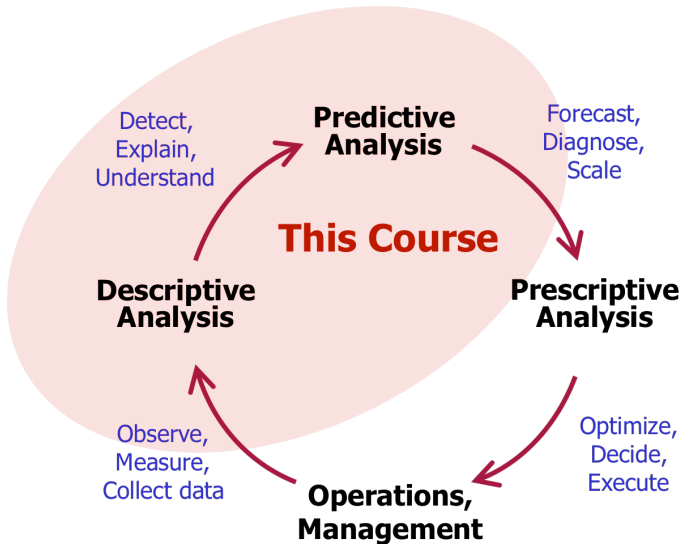 Predictive
Analysis
Detect,
Explain,
Understand
Forecast,
Diagnose,
Scale
This Course
Descriptive
Analysis
Prescriptive
Analysis
Observe,
Measure,
Collect data
Optimize,
Decide,
Execute
Operations,
Management